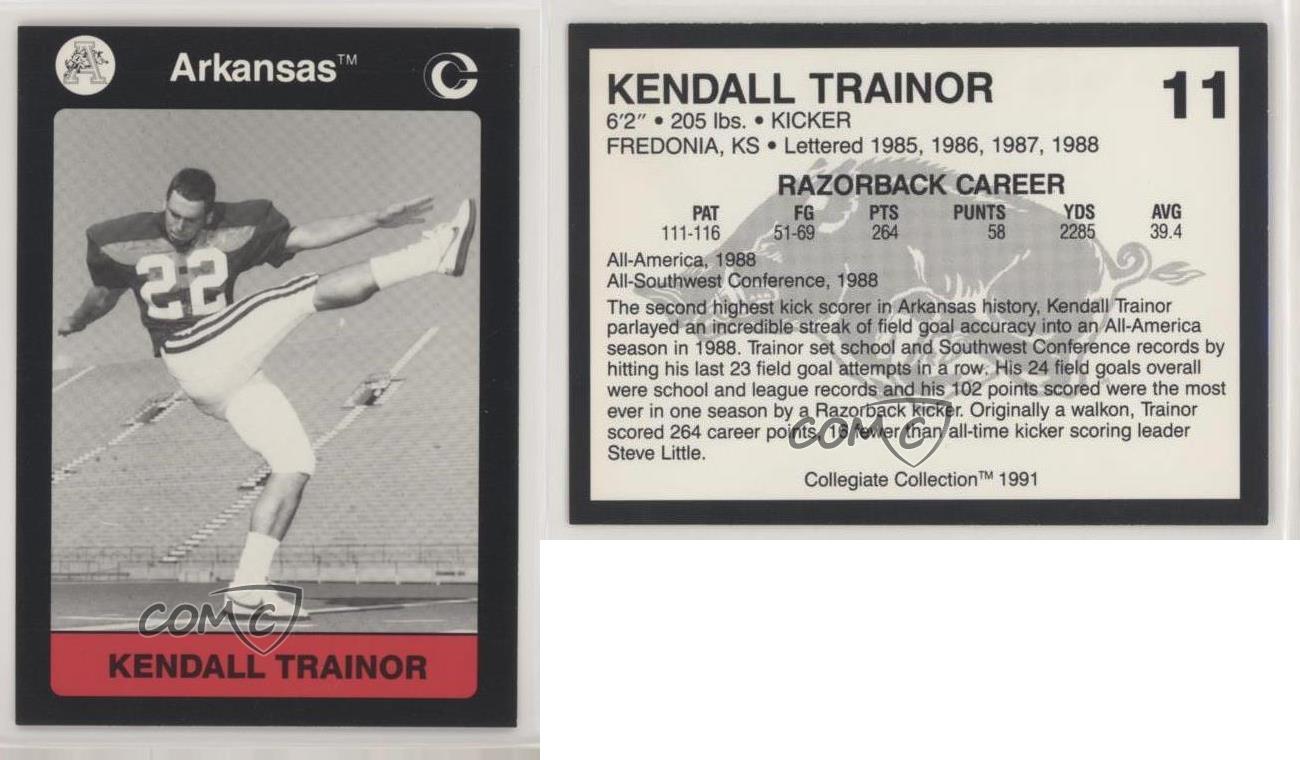 Arkansas™
22
COMC
KENDALL TRAINOR
KENDALL TRAINOR
11
6'2" • 205 lbs. • KICKER
FREDONIA, KS • Lettered 1985, 1986, 1987, 1988
RAZORBACK CAREER
PAT FG PTS PUNTS YDS AVG
111-116 51-69 264 58 2285 39.4
All-America, 1988
All-Southwest Conference, 1988
The second highest kick scorer in Arkansas history, Kendall Trainor
parlayed an incredible streak of field goal accuracy into an All-America
season in 1988. Trainor set school and Southwest Conference records by
hitting his last 23 field goal attempts in a row. His 24 field goals overall
were school and league records and his 102 points scored were the most
ever in one season by a Razorback kicker. Originally a walkon, Trainor
scored 264 career points, 16 fewer than all-time kicker scoring leader
Steve Little.
COMC
Collegiate Collection™ 1991